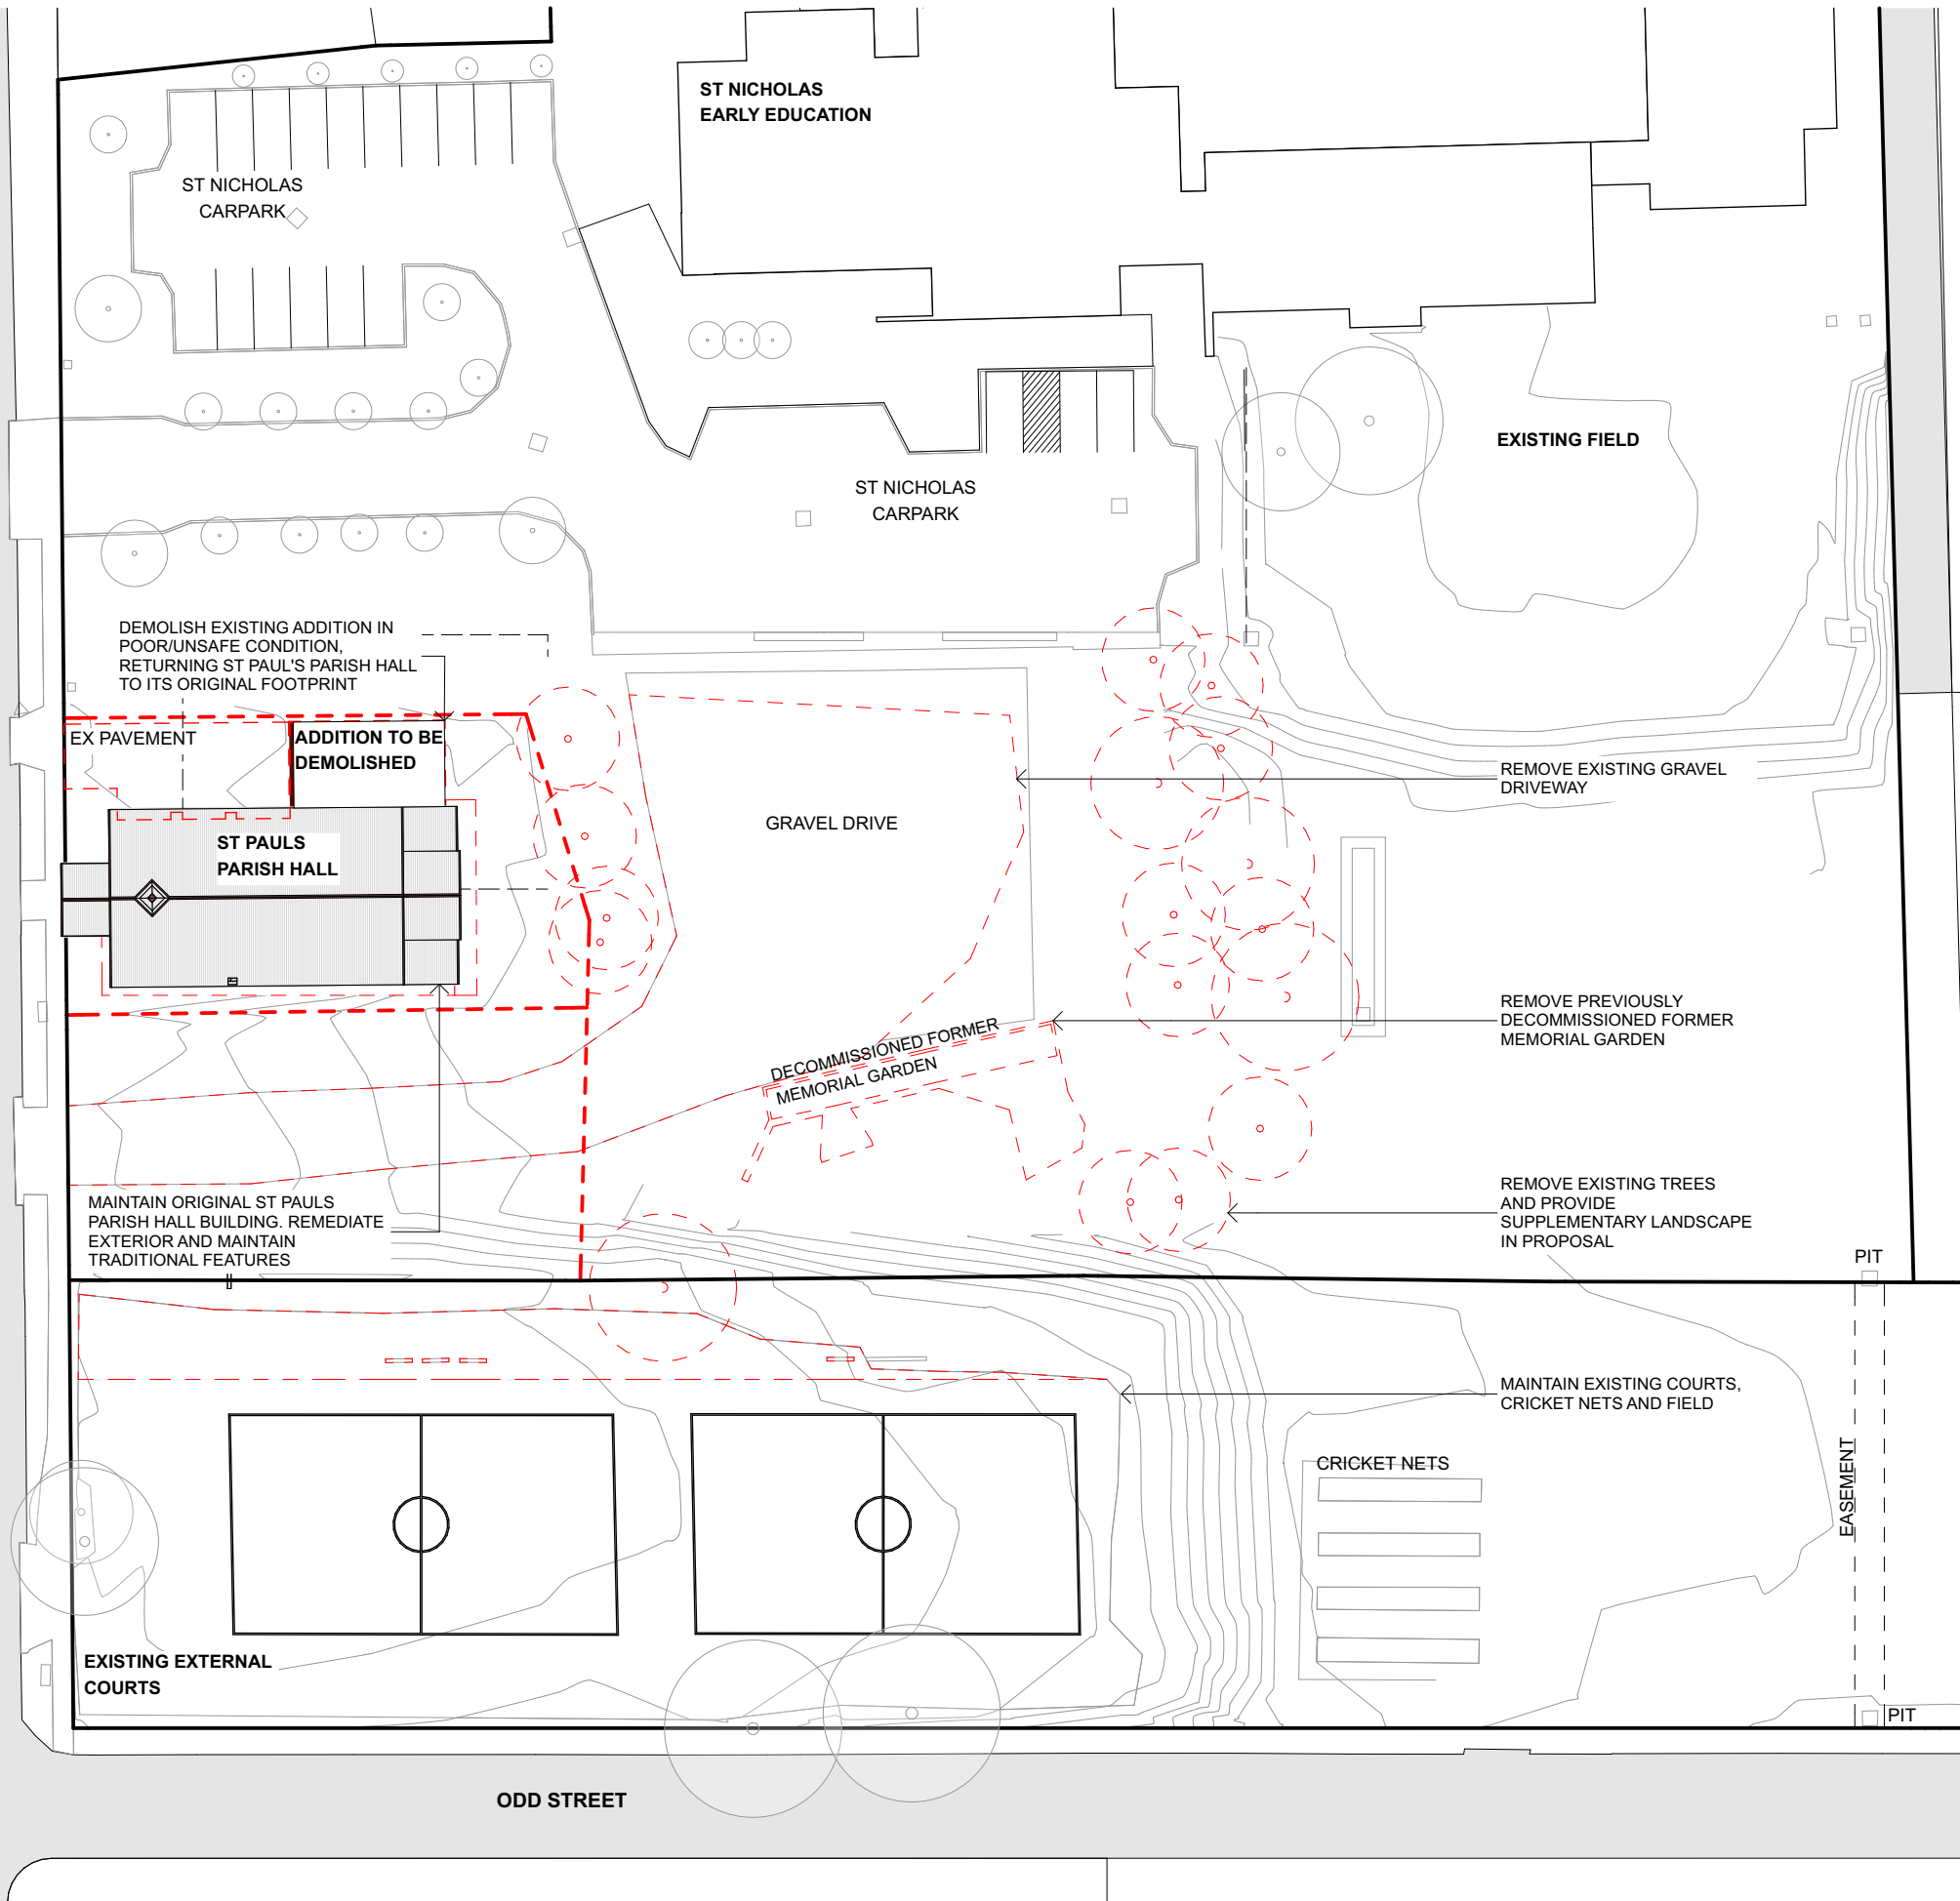 ST NICHOLAS
EARLY EDUCATION
ST NICHOLAS
CARPARK
EXISTING FIELD
ST NICHOLAS
CARPARK
DEMOLISH EXISTING ADDITION IN
POOR/UNSAFE CONDITION,
RETURNING ST PAUL'S PARISH HALL
TO ITS ORIGINAL FOOTPRINT
EX PAVEMENT
ADDITION TO BE
DEMOLISHED
REMOVE EXISTING GRAVEL
DRIVEWAY
GRAVEL DRIVE
ST PAULS
PARISH HALL
REMOVE PREVIOUSLY
DECOMMISSIONED FORMER
MEMORIAL GARDEN
DECOMMISSIONED FORMER
MEMORIAL GARDEN
REMOVE EXISTING TREES
AND PROVIDE
SUPPLEMENTARY LANDSCAPE
IN PROPOSAL
MAINTAIN ORIGINAL ST PAULS
PARISH HALL BUILDING. REMEDIATE
EXTERIOR AND MAINTAIN
TRADITIONAL FEATURES
PIT
MAINTAIN EXISTING COURTS,
CRICKET NETS AND FIELD
CRICKET NETS
EASEMENT
EXISTING EXTERNAL
COURTS
PIT
ODD STREET